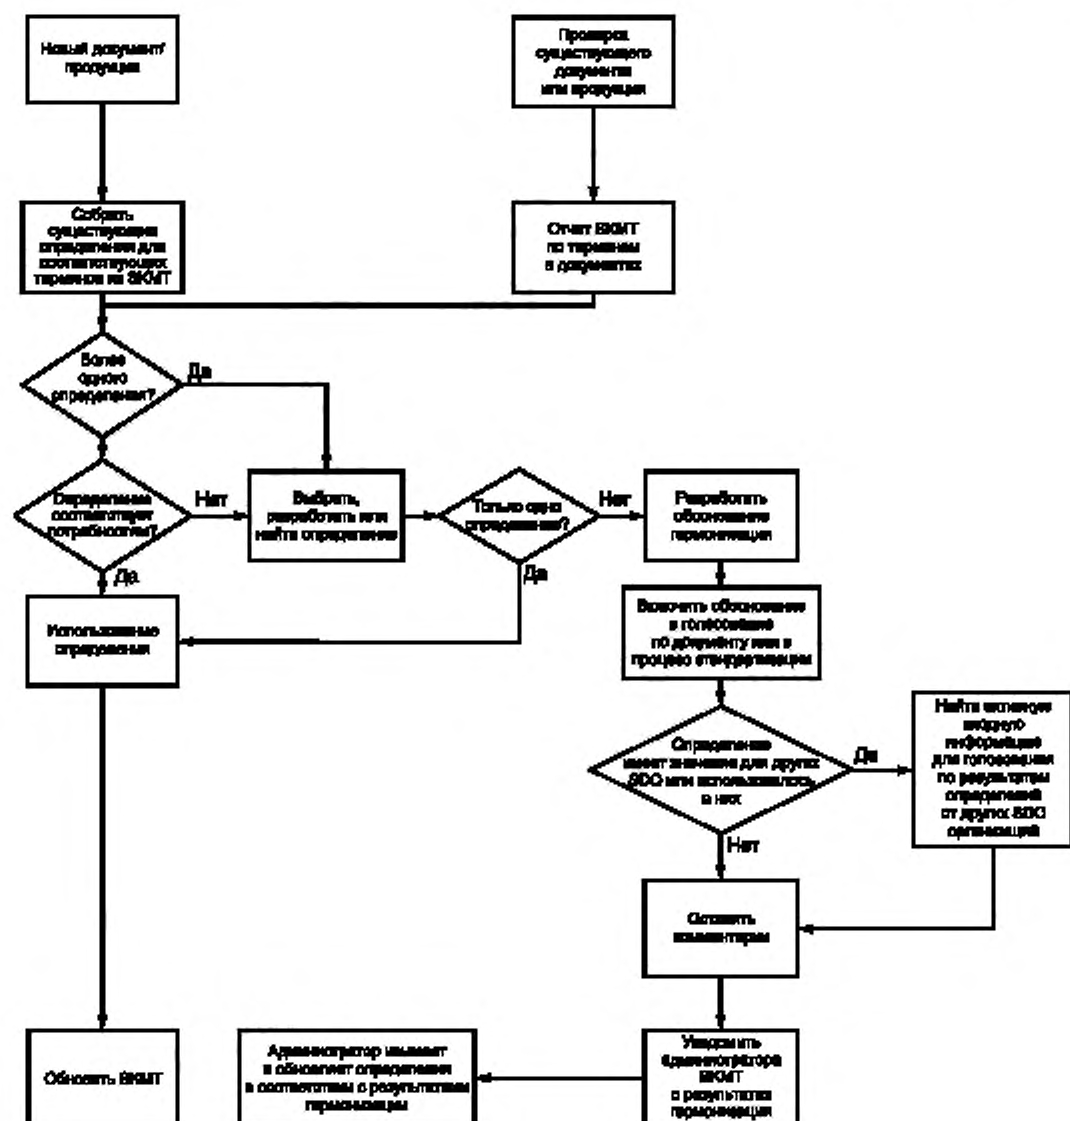 Новый документ/
продукция
Проверка
существующего
документа
или продукции
Собрать
существующие
определения для
соответствующих
терминов из ВКМТ
Отчет ВКМТ
по терминам
в документах
Более
одного
определения?
Да
Определение
соответствует
потребностям?
Нет
Выбрать,
разработать или
найти определение
Только одно
определение?
Нет
Разработать
обоснование
гармонизации
Да
Да
Использование
определения
Включить обоснование
в голосование
по документу или в
процесс стандартизации
Определение
имеет значение для других
SDO или использовалось
в них
Да
Найти активную
входную
информацию
для голосования
по результатам
определений
от других SDO
организаций
Нет
Оставить
комментарии
Обновить ВКМТ
Администратор
и обновляет определения
в соответствии с результатами
гармонизации
Уведомить
администратора
ВКМТ
о результатах
гармонизации